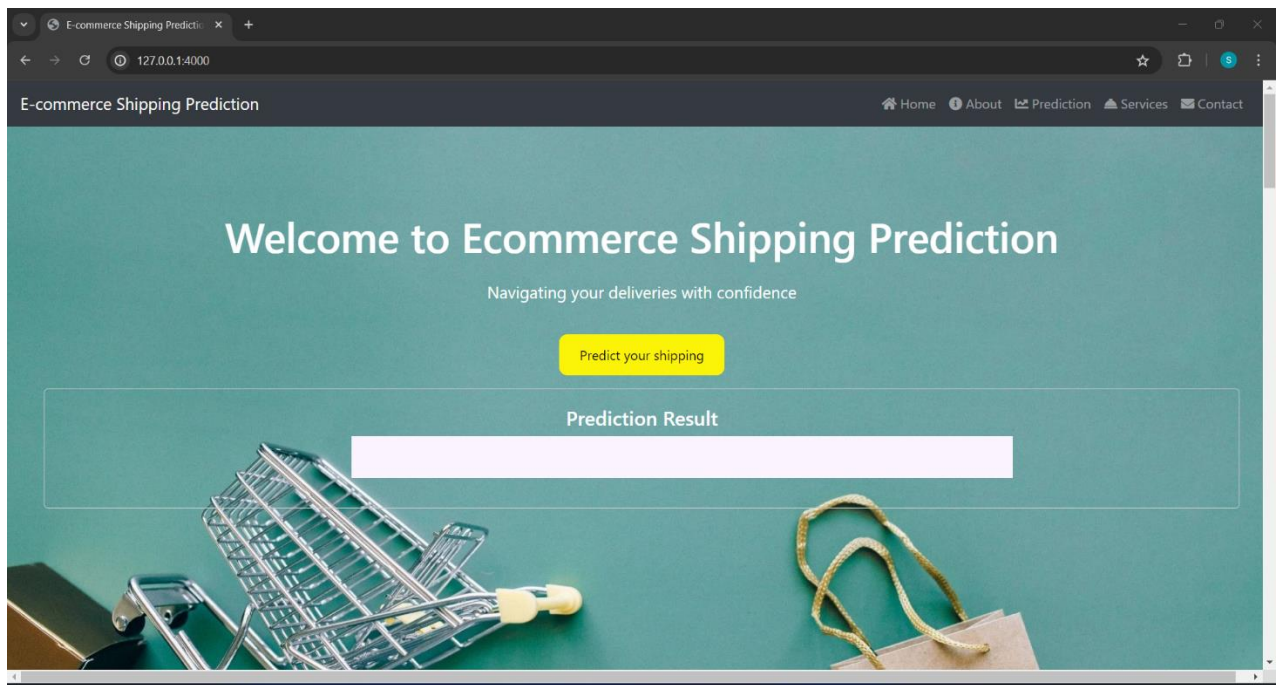 E-commerce Shipping Predictio
127.0.0.1:4000
S
E-commerce Shipping Prediction
Home About Prediction Services Contact
Welcome to Ecommerce Shipping Prediction
Navigating your deliveries with confidence
Predict your shipping
Prediction Result